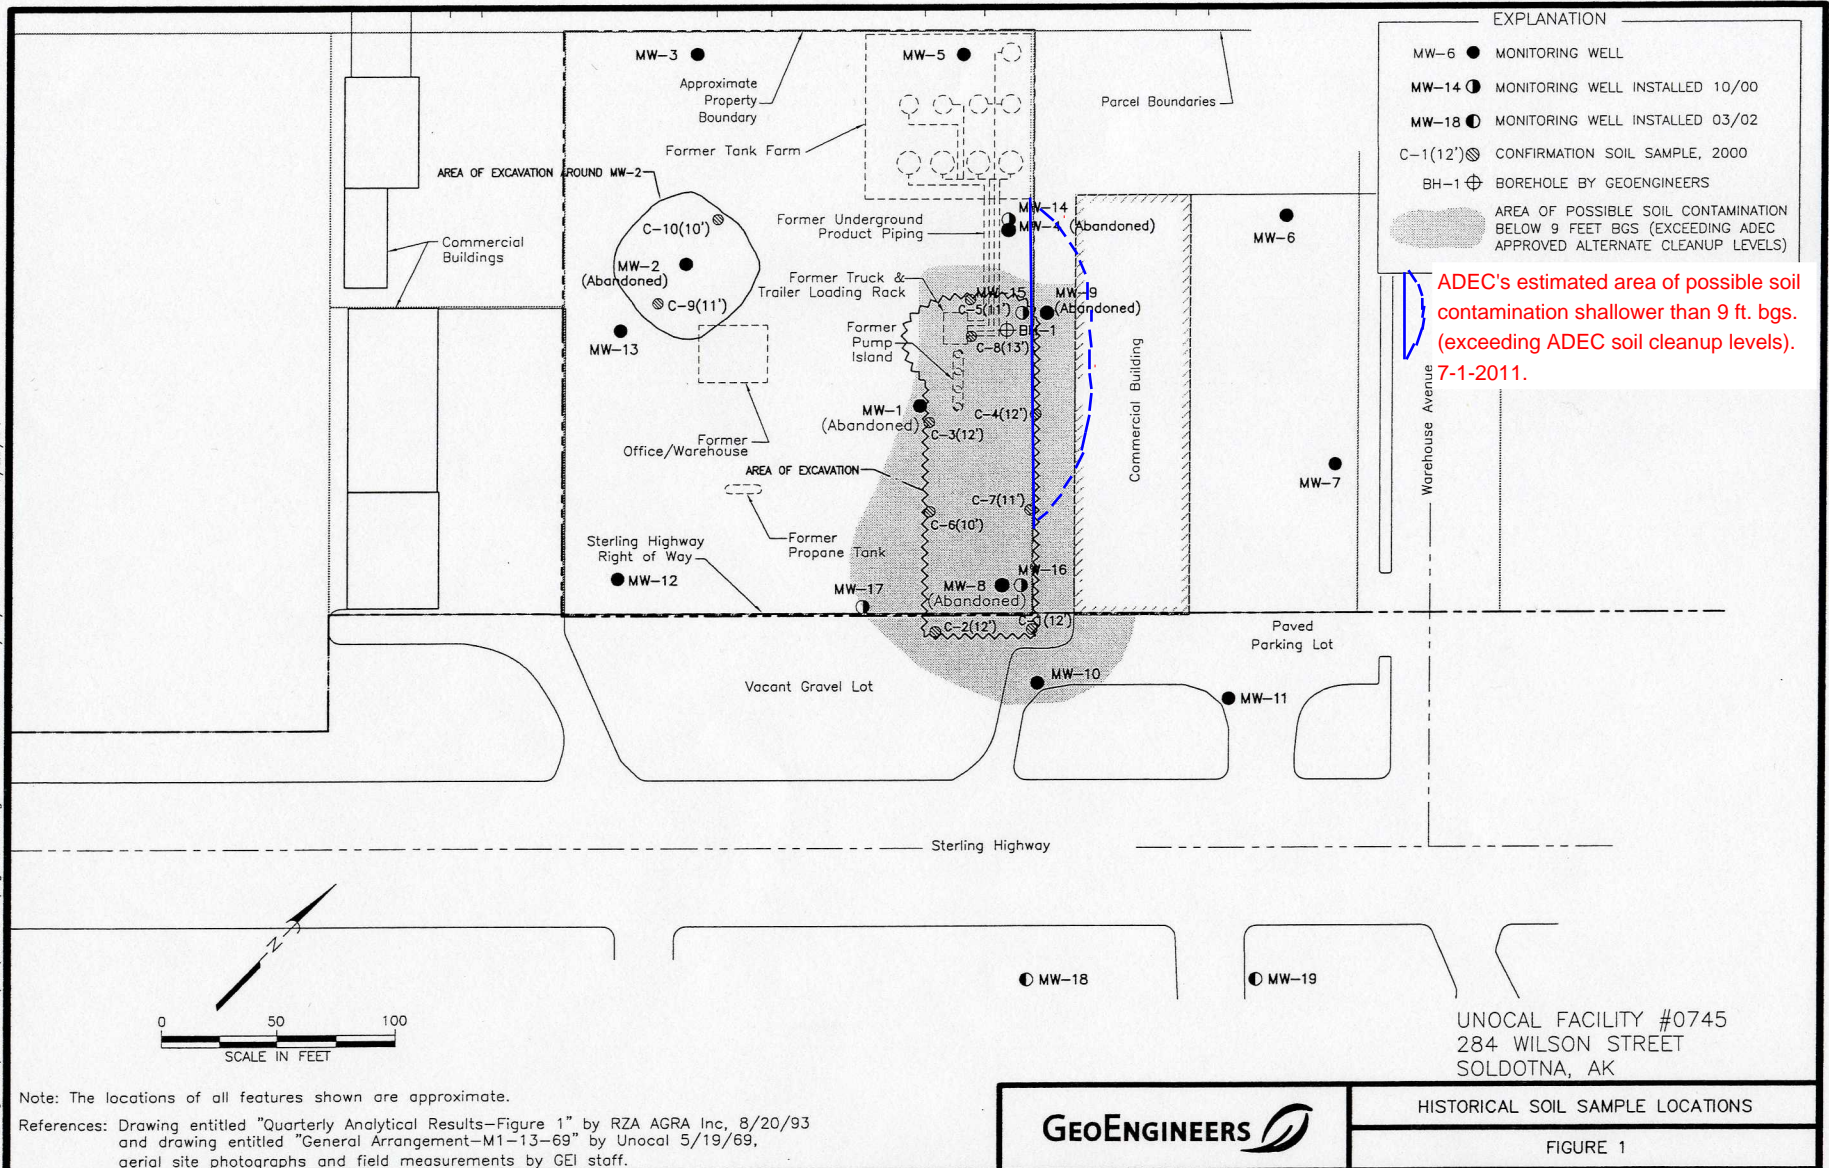 EXPLANATION
MW-6 MONITORING WELL
MW-14 MONITORING WELL INSTALLED 10/00
MW-18 MONITORING WELL INSTALLED 03/02
C-1(12') CONFIRMATION SOIL SAMPLE, 2000
BH-1 BOREHOLE BY GEOENGINEERS
AREA OF POSSIBLE SOIL CONTAMINATION
BELOW 9 FEET BGS (EXCEEDING ADEC
APPROVED ALTERNATE CLEANUP LEVELS)
ADEC's estimated area of possible soil
contamination shallower than 9 ft. bgs.
(exceeding ADEC soil cleanup levels).
7-1-2011.
MW-3
MW-5
Approximate
Property
Boundary
Parcel Boundaries
Former Tank Farm
AREA OF EXCAVATION AROUND MW-2
C-10(10')
MW-2
(Abandoned)
C-9(11')
MW-13
Commercial
Buildings
Former Underground
Product Piping
MW-14
MW-4 (Abandoned)
MW-6
Former Truck &
Trailer Loading Rack
MW-15
C-5(11')
MW-9
(Abandoned)
BH-1
C-8(13')
Former
Pump
Island
MW-1
(Abandoned)
C-3(12')
C-4(12')
Commercial Building
Warehouse Avenue
Former
Office/Warehouse
AREA OF EXCAVATION
MW-7
C-7(11')
C-6(10')
Former
Propane Tank
Sterling Highway
Right of Way
MW-12
MW-17
MW-8
(Abandoned)
MW-16
C-2(12')
C-1(12')
Paved
Parking Lot
Vacant Gravel Lot
MW-10
MW-11
Sterling Highway
N
MW-18
MW-19
0 50 100
SCALE IN FEET
UNOCAL FACILITY #0745
284 WILSON STREET
SOLDOTNA, AK
Note: The locations of all features shown are approximate.
References: Drawing entitled "Quarterly Analytical Results-Figure 1" by RZA AGRA Inc, 8/20/93
and drawing entitled "General Arrangement-M1-13-69" by Unocal 5/19/69,
aerial site photographs and field measurements by GEI staff.
GEOENGINEERS
HISTORICAL SOIL SAMPLE LOCATIONS
FIGURE 1